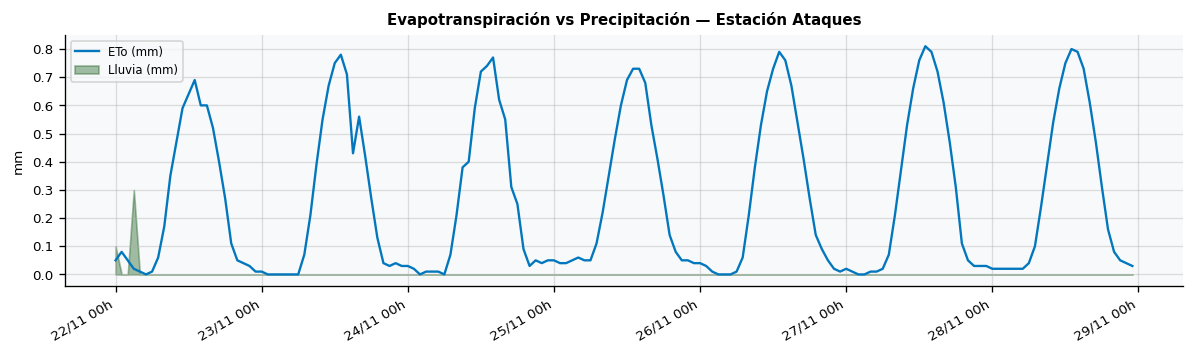 Evapotranspiración vs Precipitación — Estación Ataques
ETo (mm)
Lluvia (mm)
mm
0.8
0.7
0.6
0.5
0.4
0.3
0.2
0.1
0.0
22/11 00h
23/11 00h
24/11 00h
25/11 00h
26/11 00h
27/11 00h
28/11 00h
29/11 00h